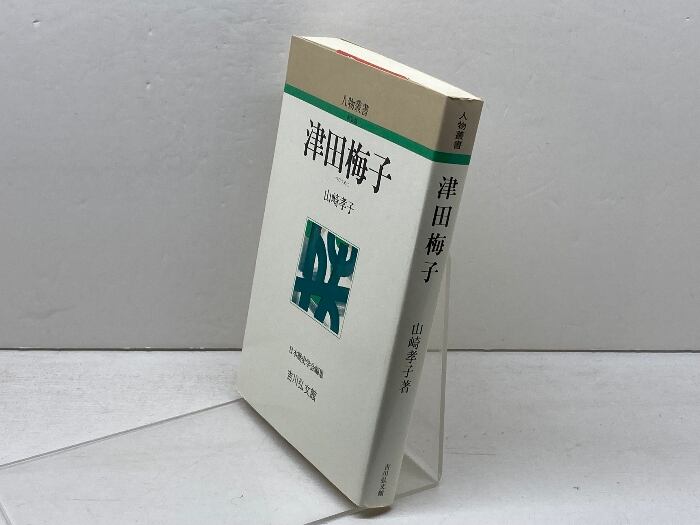 人物叢書
津田梅子
山崎孝子
日本歴史学会編集
吉川弘文館
人物叢書
津田梅子
山崎孝子著
吉川弘文館